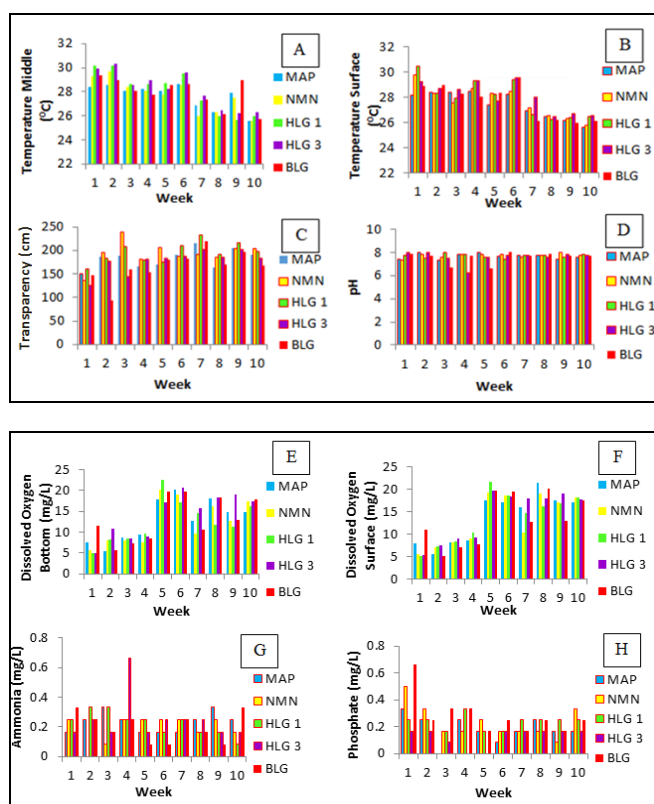 A
Temperature Middle
(ºC)
32
30
28
26
24
22
1 2 3 4 5 6 7 8 9 10
Week
MAP
NMN
HLG 1
HLG 3
BLG
B
Temperature Surface
(ºC)
32
30
28
26
24
22
1 2 3 4 5 6 7 8 9 10
Week
MAP
NMN
HLG 1
HLG 3
BLG
C
Transparency (cm)
250
200
150
100
50
0
1 2 3 4 5 6 7 8 9 10
Week
MAP
NMN
HLG 1
HLG 3
BLG
D
pH
10
8
6
4
2
0
1 2 3 4 5 6 7 8 9 10
Week
MAP
NMN
HLG 1
HLG 3
BLG
E
Dissolved Oxygen
Bottom (mg/L)
25
20
15
10
5
0
1 2 3 4 5 6 7 8 9 10
Week
MAP
NMN
HLG 1
HLG 3
BLG
F
Dissolved Oxygen
Surface (mg/L)
25
20
15
10
5
0
1 2 3 4 5 6 7 8 9 10
Week
MAP
NMN
HLG 1
HLG 3
BLG
G
Ammonia (mg/L)
0.8
0.6
0.4
0.2
0
1 2 3 4 5 6 7 8 9 10
Week
MAP
NMN
HLG 1
HLG 3
BLG
H
Phosphate (mg/L)
0.8
0.6
0.4
0.2
0
1 2 3 4 5 6 7 8 9 10
Week
MAP
NMN
HLG 1
HLG 3
BLG